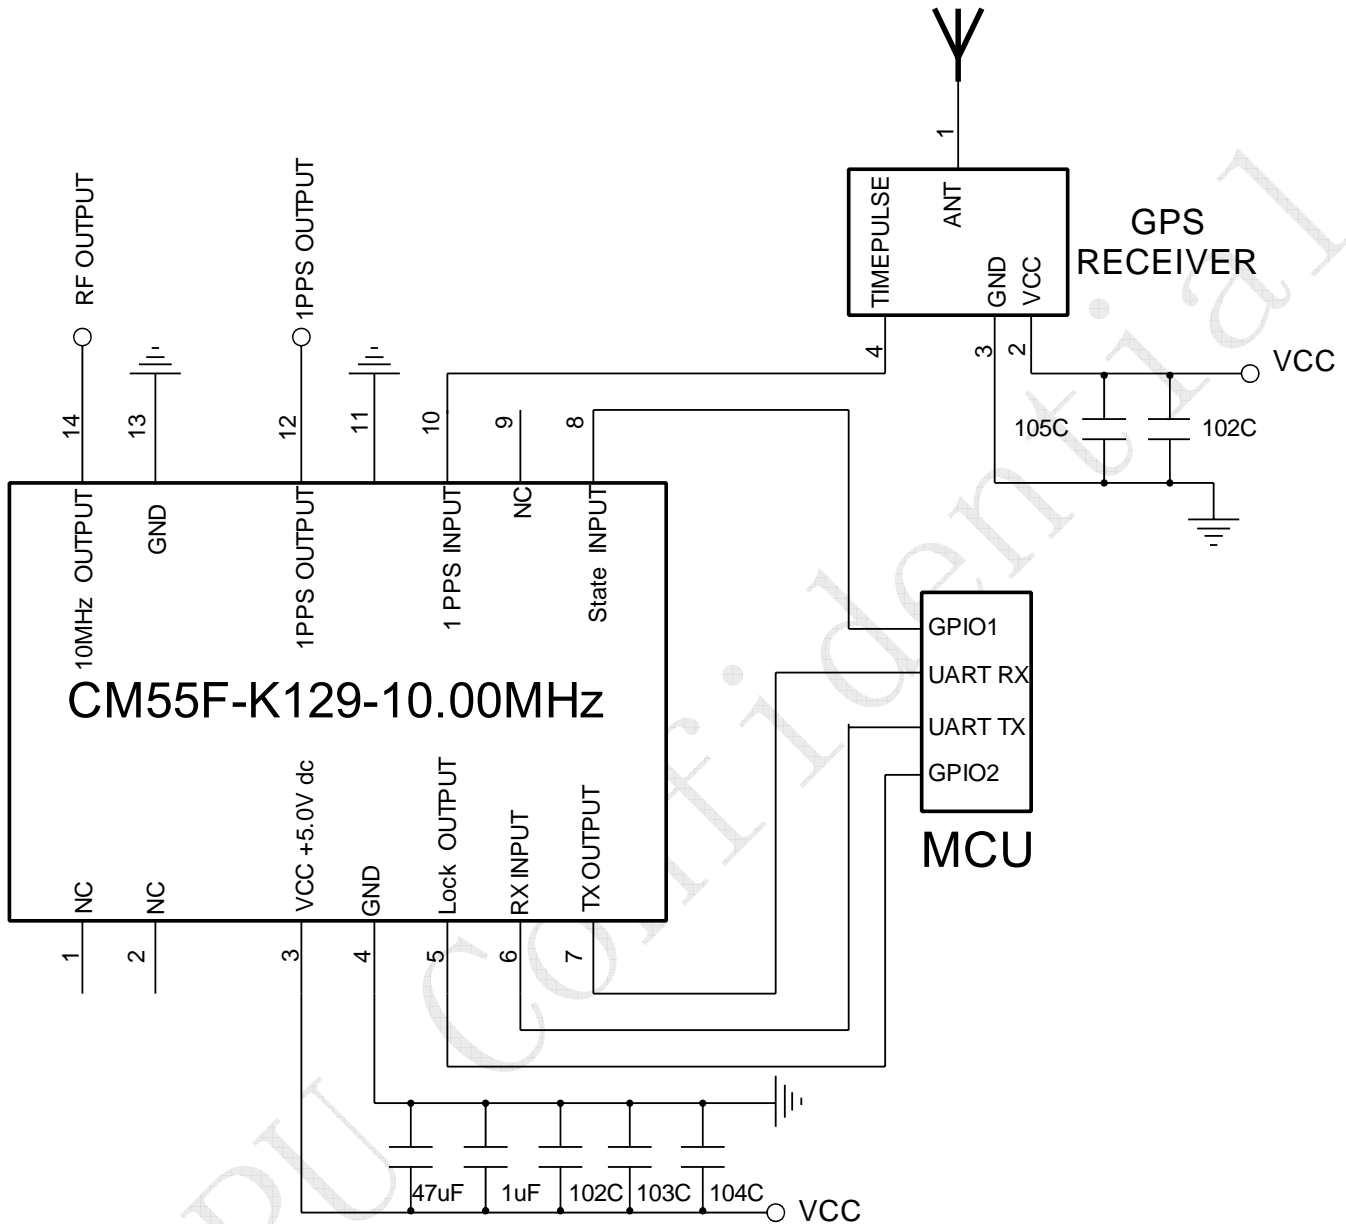 RF OUTPUT
1PPS OUTPUT
1
TIMEPULSE
ANT
GND
VCC
GPS
RECEIVER
4
3
2
VCC
105C
102C
14
13
12
11
10
9
8
10MHz OUTPUT
GND
1PPS OUTPUT
1 PPS INPUT
NC
State INPUT
CM55F-K129-10.00MHz
GPIO1
UART RX
UART TX
GPIO2
MCU
NC
NC
VCC +5.0V dc
GND
Lock OUTPUT
RX INPUT
TX OUTPUT
1
2
3
4
5
6
7
47uF
1uF
102C
103C
104C
VCC
PU Confidential